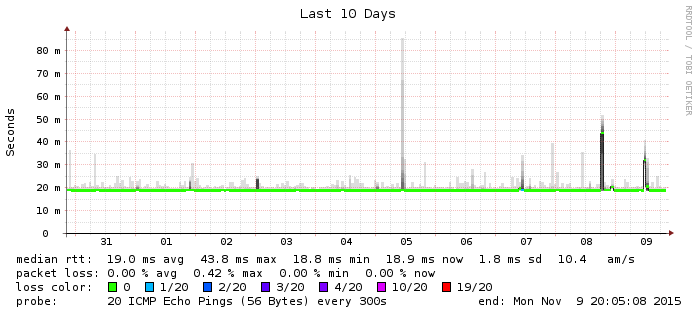 Last 10 Days
RRDTOOL / TOBI OETIKER
Seconds
80 m
70 m
60 m
50 m
40 m
30 m
20 m
10 m
0
31 01 02 03 04 05 06 07 08 09
median rtt: 19.0 ms avg 43.8 ms max 18.8 ms min 18.9 ms now 1.8 ms sd 10.4 am/s
packet loss: 0.00 % avg 0.42 % max 0.00 % min 0.00 % now
loss color: 0 1/20 2/20 3/20 4/20 10/20 19/20
probe: 20 ICMP Echo Pings (56 Bytes) every 300s end: Mon Nov 9 20:05:08 2015